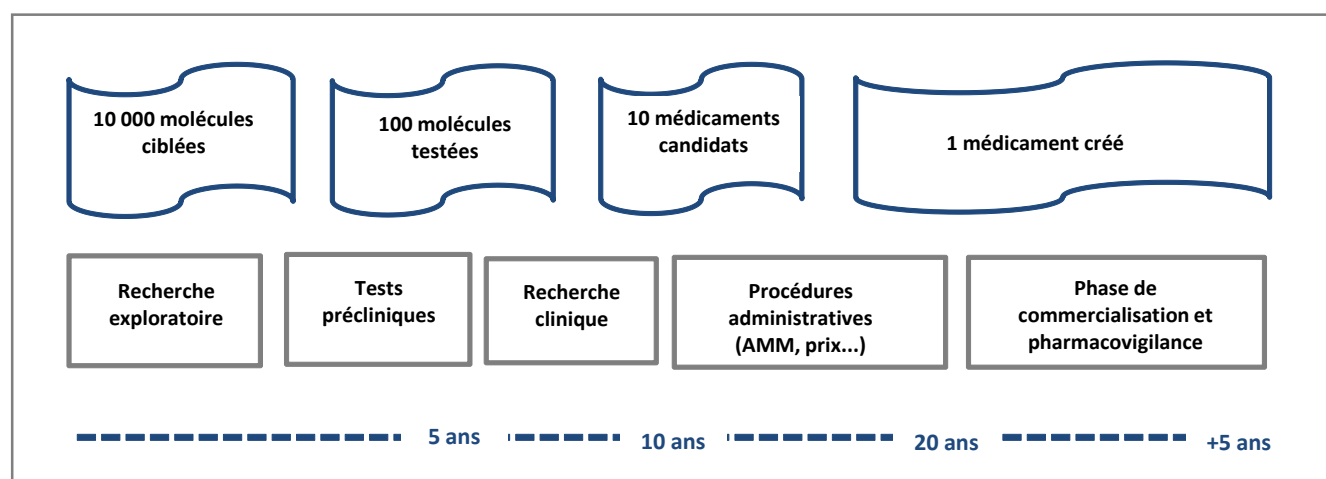 10 000 molécules
ciblées
100 molécules
testées
10 médicaments
candidats
1 médicament créé
Recherche
exploratoire
Tests
précliniques
Recherche
clinique
Procédures
administratives
(AMM, prix...)
Phase de
commercialisation et
pharmacovigilance
5 ans
10 ans
20 ans
+5 ans